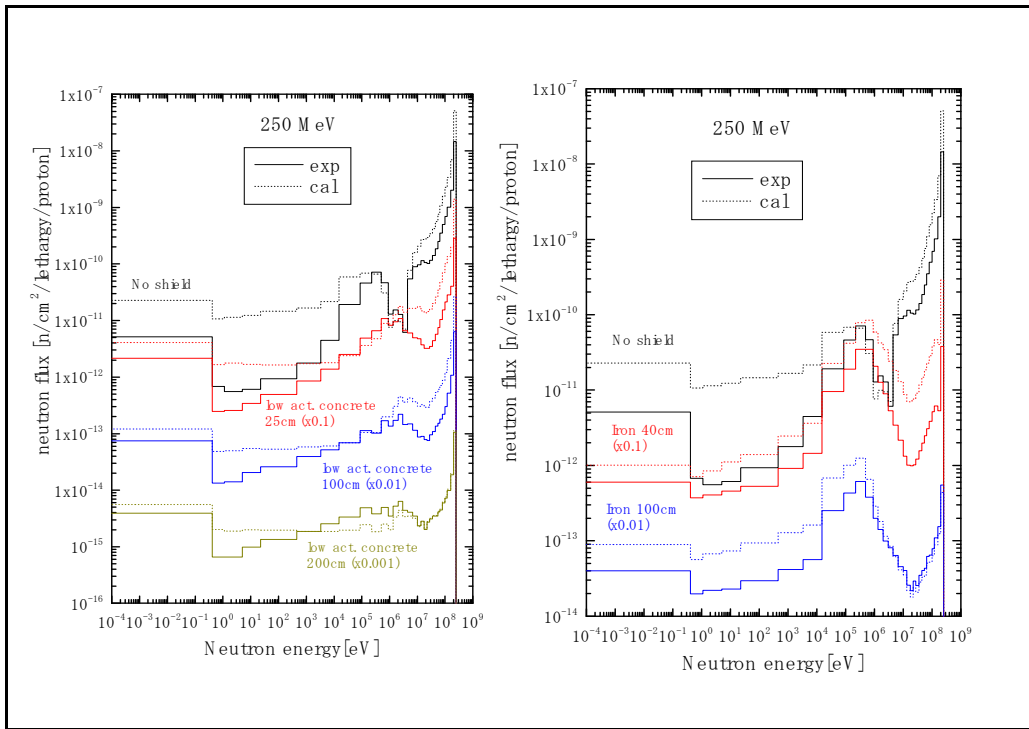 1x10⁻⁷
1x10⁻⁸
1x10⁻⁹
1x10⁻¹⁰
1x10⁻¹¹
1x10⁻¹²
1x10⁻¹³
1x10⁻¹⁴
1x10⁻¹⁵
10⁻¹⁶
neutron flux [n/cm²/lethargy/proton]
250 MeV
exp
cal
No shield
low act. concrete
25cm (x0.1)
low act. concrete
100cm (x0.01)
low act. concrete
200cm (x0.001)
10⁻⁴ 10⁻³ 10⁻² 10⁻¹ 10⁰ 10¹ 10² 10³ 10⁴ 10⁵ 10⁶ 10⁷ 10⁸ 10⁹
Neutron energy [eV]
1x10⁻⁷
1x10⁻⁸
1x10⁻⁹
1x10⁻¹⁰
1x10⁻¹¹
1x10⁻¹²
1x10⁻¹³
10⁻¹⁴
neutron flux [n/cm²/lethargy/proton]
250 MeV
exp
cal
No shield
Iron 40cm
(x0.1)
Iron 100cm
(x0.01)
10⁻⁴ 10⁻³ 10⁻² 10⁻¹ 10⁰ 10¹ 10² 10³ 10⁴ 10⁵ 10⁶ 10⁷ 10⁸ 10⁹
Neutron energy [eV]